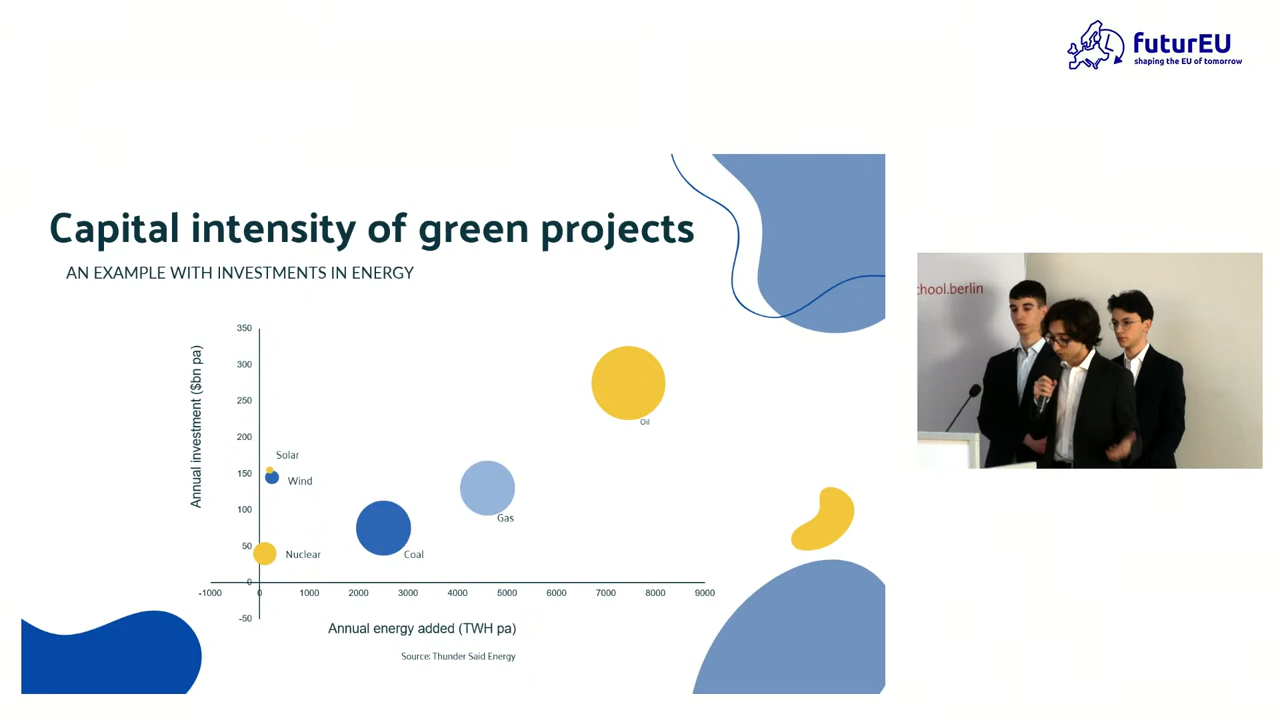 futurEU
shaping the EU of tomorrow
Capital intensity of green projects
AN EXAMPLE WITH INVESTMENTS IN ENERGY
Annual investment ($bn pa)
350
300
250
200
150
100
50
0
-50
Solar
Wind
Nuclear
Coal
Gas
Oil
-1000
0
1000
2000
3000
4000
5000
6000
7000
8000
9000
Annual energy added (TWH pa)
Source: Thunder Said Energy
hool.berlin